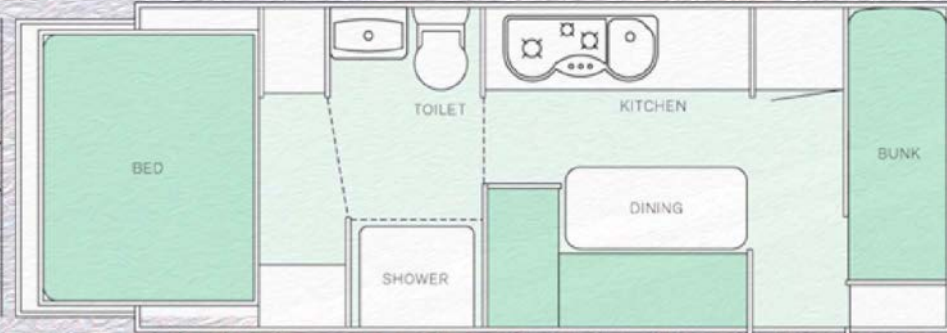 TOILET
KITCHEN
BED
BUNK
DINING
SHOWER